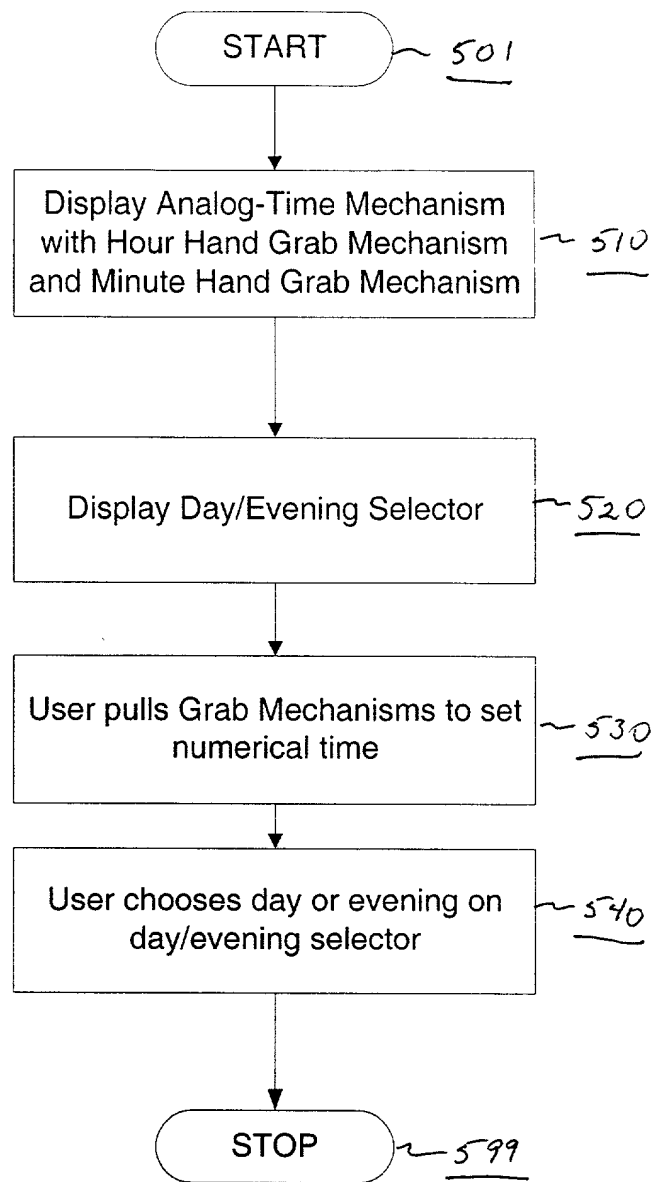 START
501
Display Analog-Time Mechanism
with Hour Hand Grab Mechanism
and Minute Hand Grab Mechanism
510
Display Day/Evening Selector
520
User pulls Grab Mechanisms to set
numerical time
530
User chooses day or evening on
day/evening selector
540
STOP
599